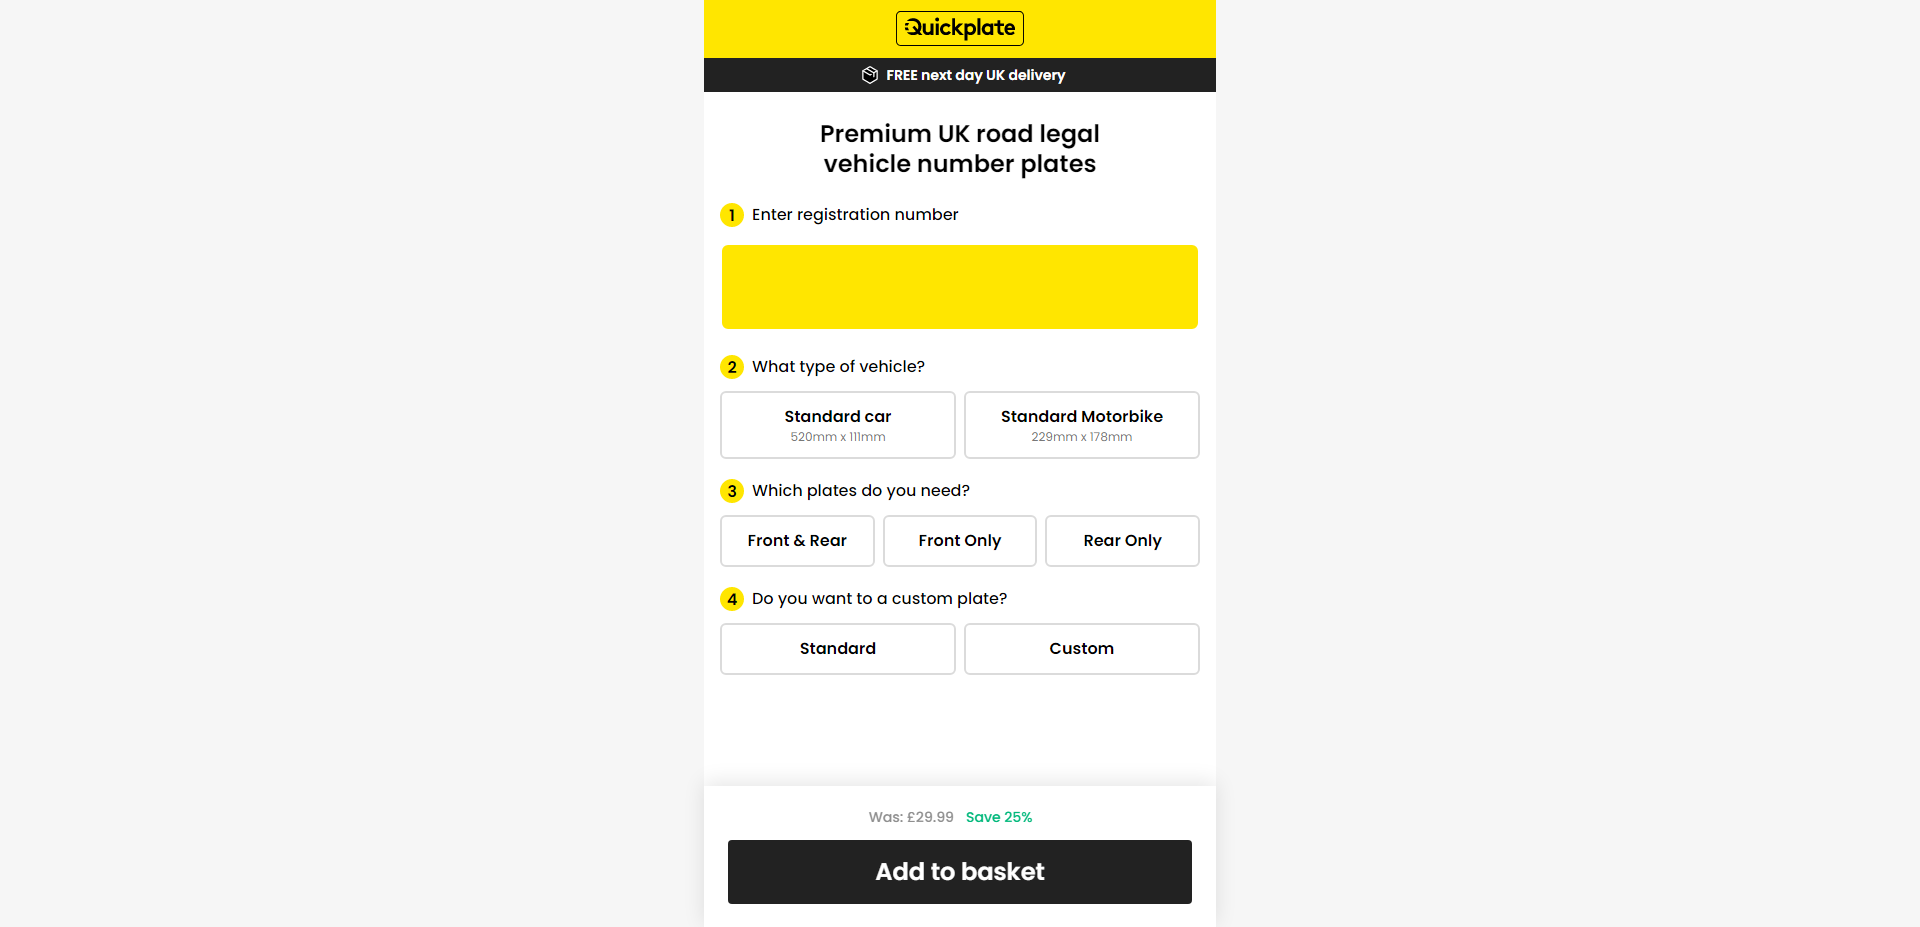 Quickplate
FREE next day UK delivery
Premium UK road legal
vehicle number plates
1 Enter registration number
2 What type of vehicle?
Standard car
520mm x 111mm
Standard Motorbike
229mm x 178mm
3 Which plates do you need?
Front & Rear
Front Only
Rear Only
4 Do you want to a custom plate?
Standard
Custom
Was: £29.99 Save 25%
Add to basket